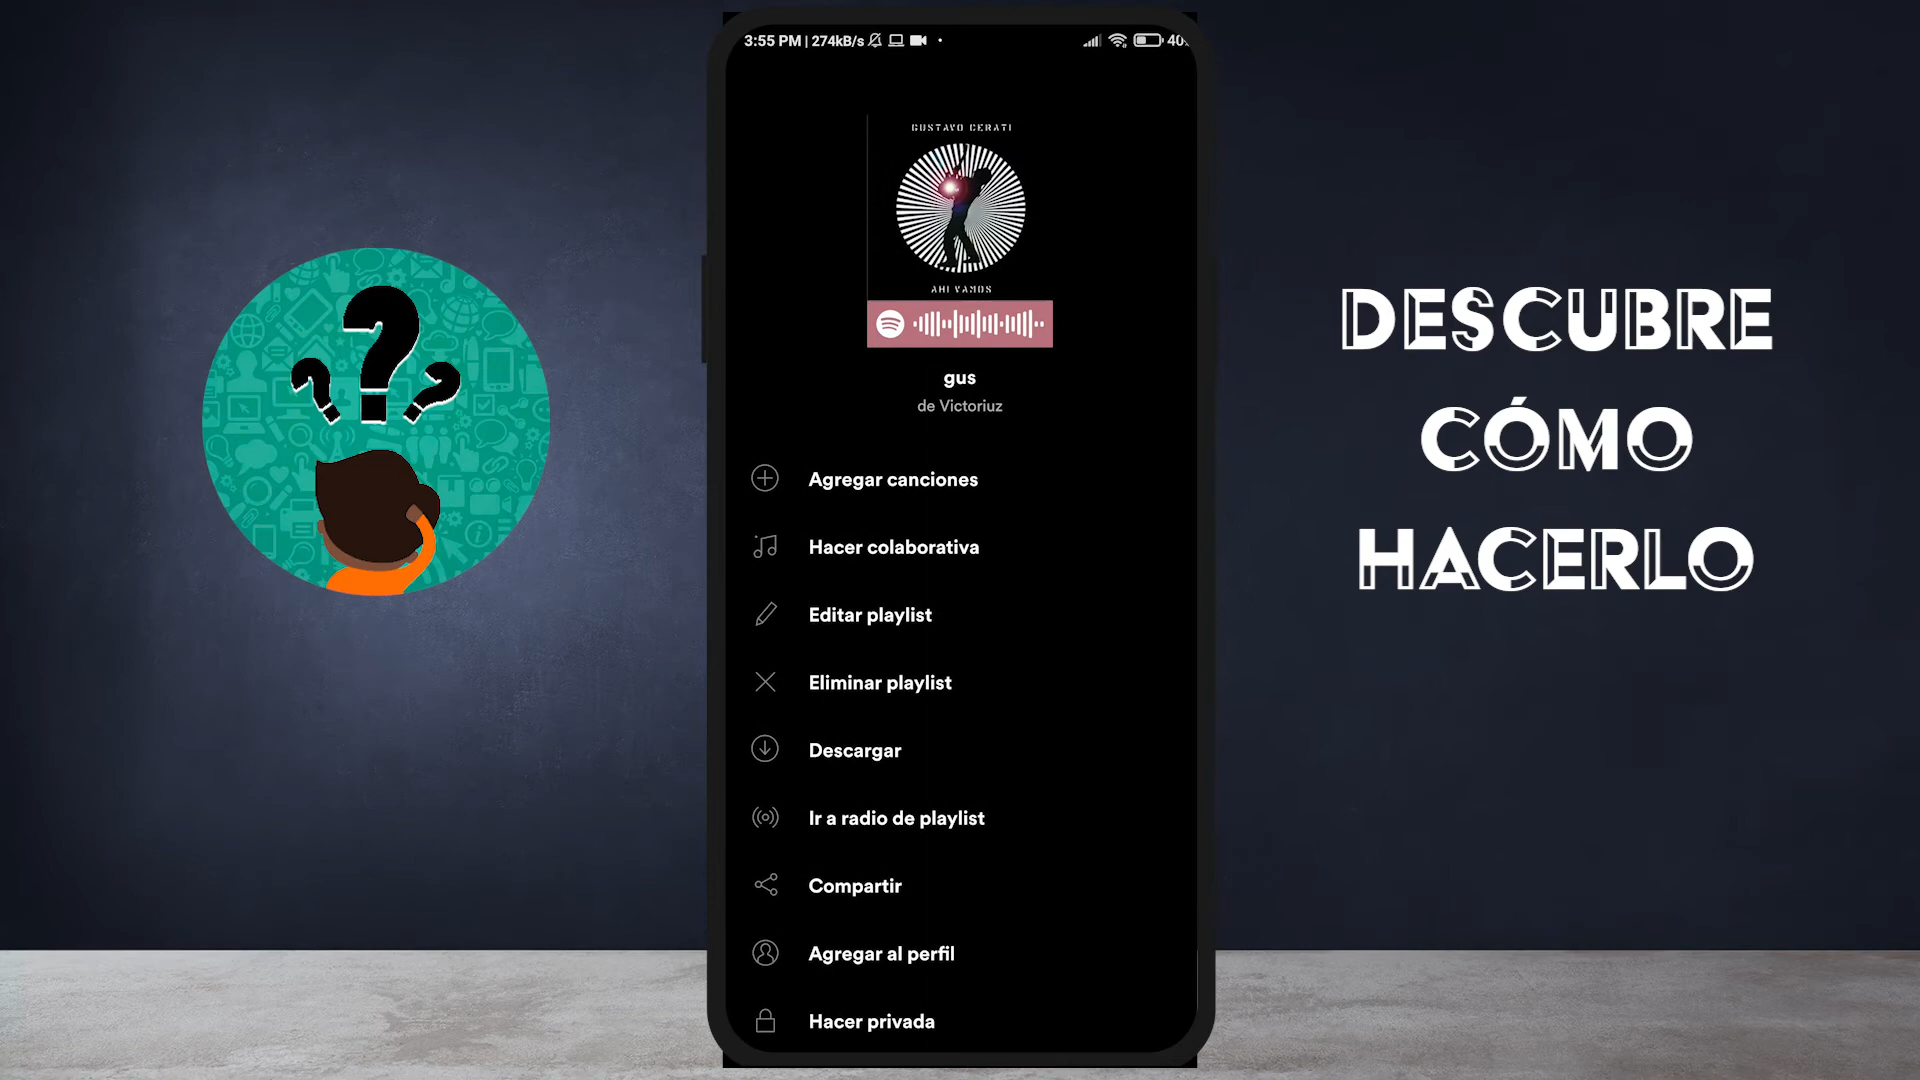 3:55 PM | 274kB/s
40
GUSTAVO CERATI
AHI VAMOS
gus
de Victoriuz
Agregar canciones
Hacer colaborativa
Editar playlist
Eliminar playlist
Descargar
Ir a radio de playlist
Compartir
Agregar al perfil
Hacer privada
DESCUBRE
CÓMO
HACERLO